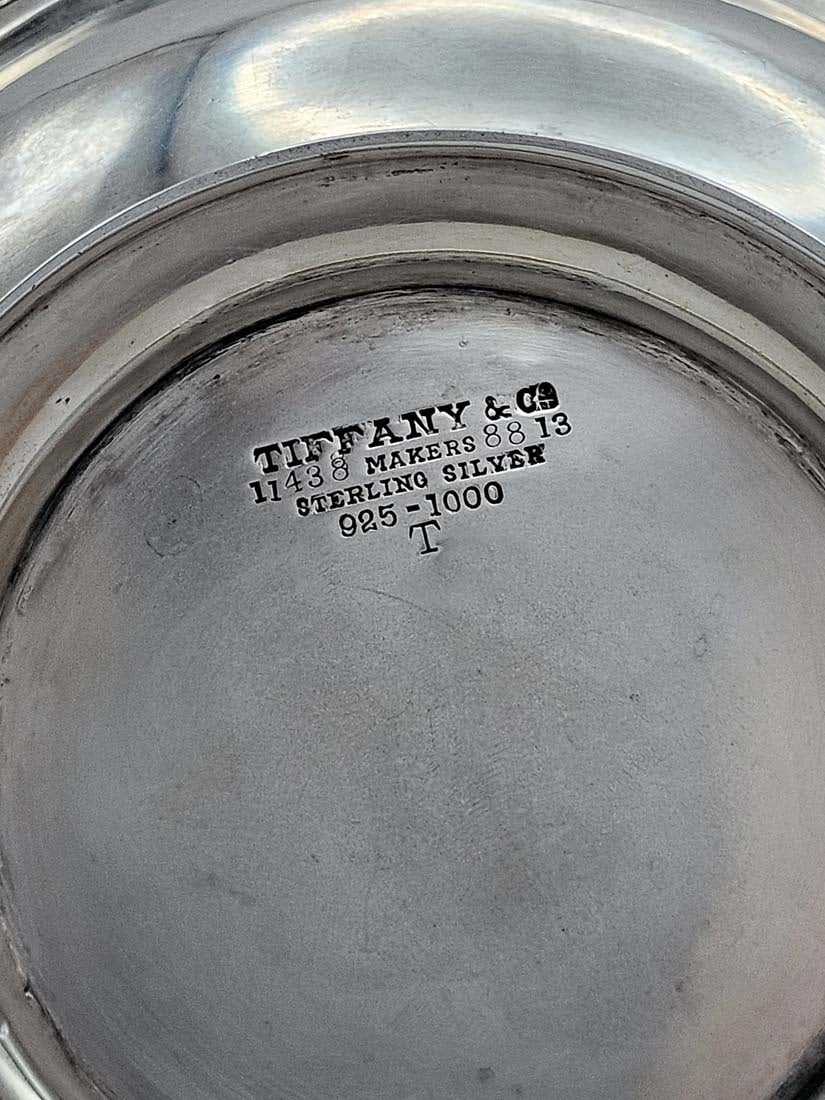 TIFFANY & Co
11438 MAKERS 8813
STERLING SILVER
925-1000
T